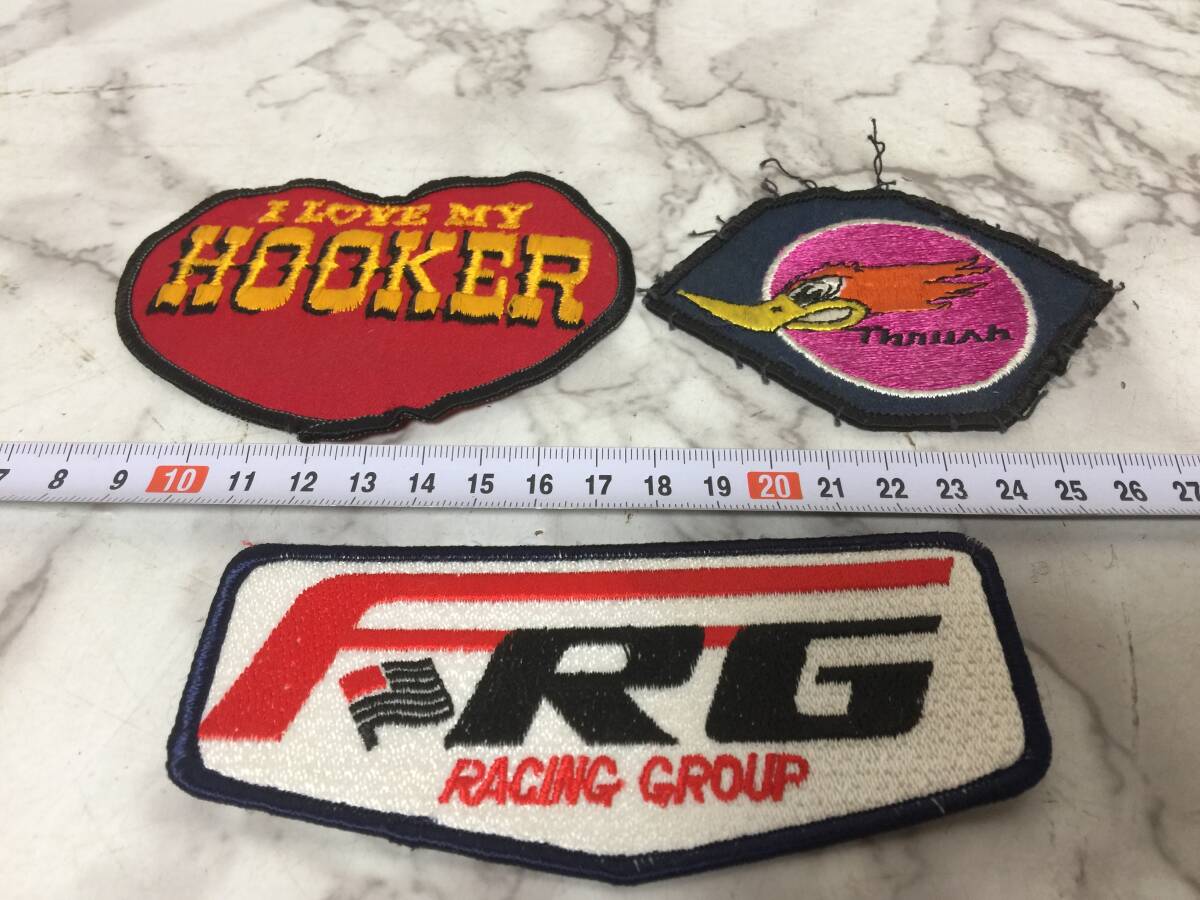 I LOVE MY
HOOKER
Thrush
7 8 9 10 11 12 13 14 15 16 17 18 19 20 21 22 23 24 25 26 27
FRG
RACING GROUP